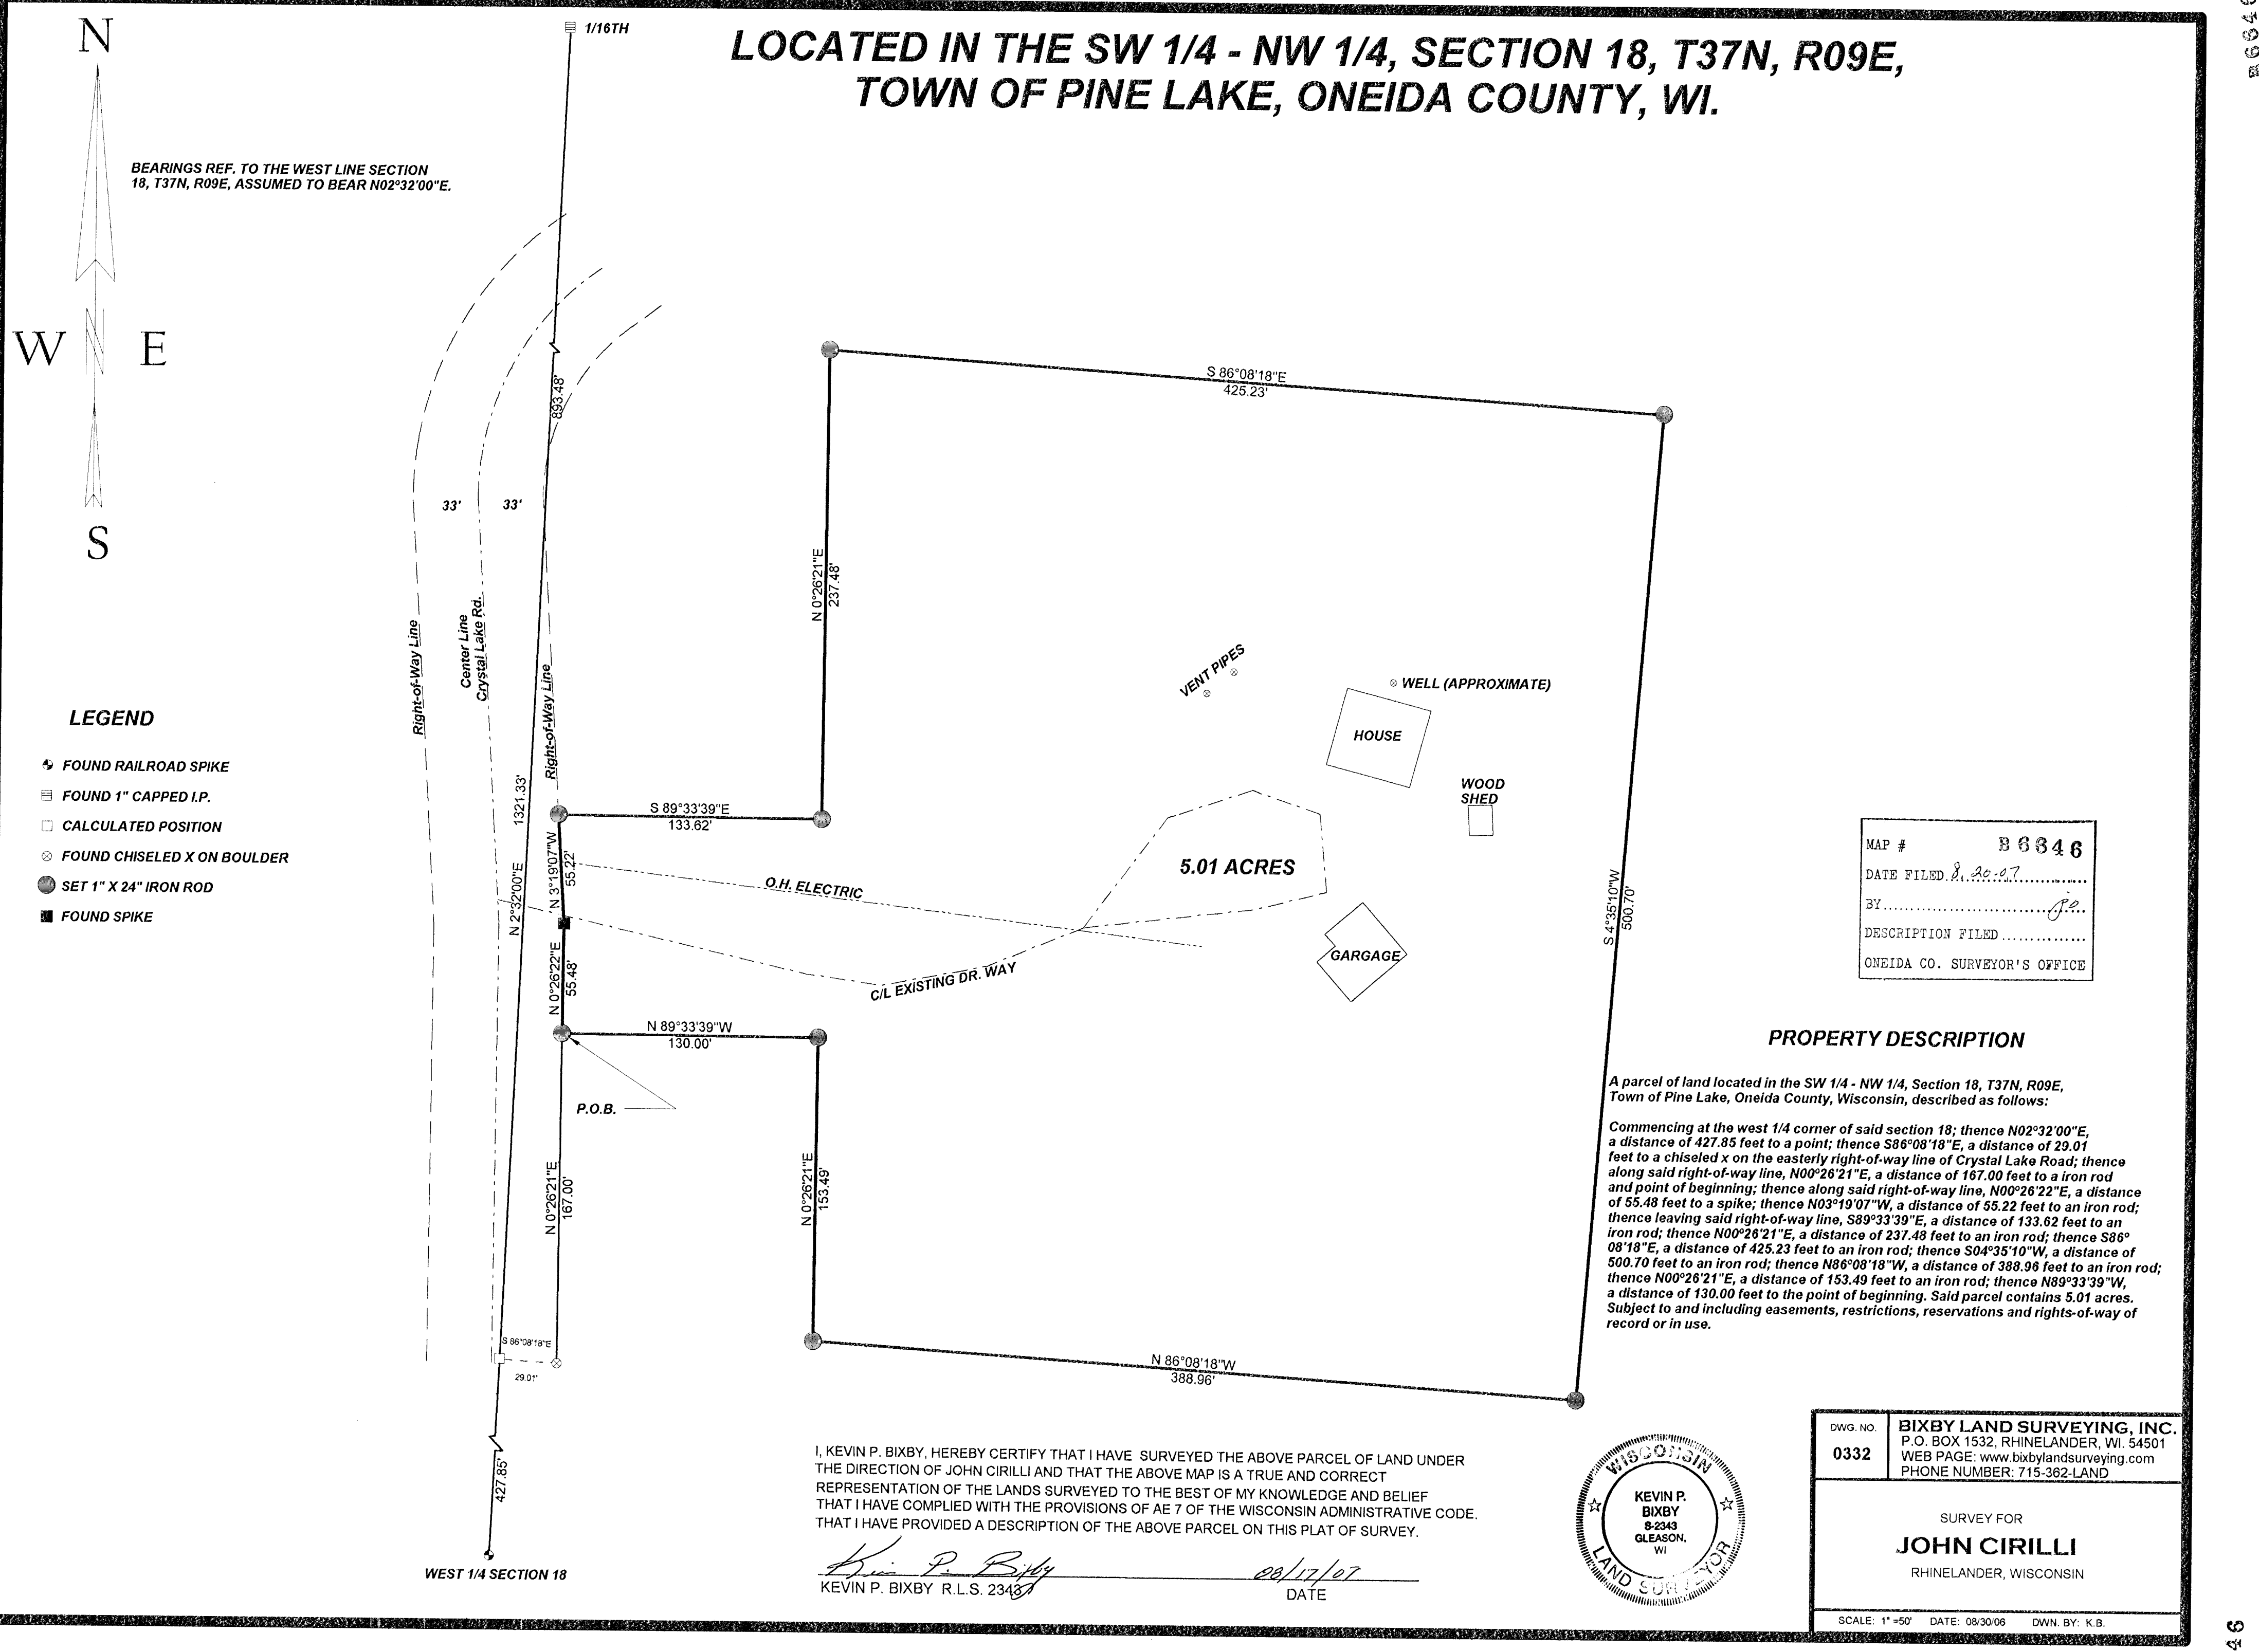 N
W N E
S
1/16TH
LOCATED IN THE SW 1/4 - NW 1/4, SECTION 18, T37N, R09E,
TOWN OF PINE LAKE, ONEIDA COUNTY, WI.
BEARINGS REF. TO THE WEST LINE SECTION
18, T37N, R09E, ASSUMED TO BEAR N02º32'00"E.
893.48'
33'
33'
Right-of-Way Line
Center Line
Crystal Lake Rd.
Right-of-Way Line
1321.33'
N 2°32'00"E
S 86°08'18"E
425.23'
N 0°26'21"E
237.48'
S 89°33'39"E
133.62'
N 3°19'07"W
55.22'
N 0°26'22"E
55.48'
N 89°33'39"W
130.00'
P.O.B.
N 0°26'21"E
167.00'
N 0°26'21"E
153.49'
S 86°08'18"E
29.01'
427.85'
WEST 1/4 SECTION 18
N 86°08'18"W
388.96'
S 4°35'10"W
500.70'
VENT PIPES
WELL (APPROXIMATE)
HOUSE
WOOD
SHED
5.01 ACRES
O.H. ELECTRIC
C/L EXISTING DR. WAY
GARGAGE
LEGEND
FOUND RAILROAD SPIKE
FOUND 1" CAPPED I.P.
CALCULATED POSITION
FOUND CHISELED X ON BOULDER
SET 1" X 24" IRON ROD
FOUND SPIKE
MAP # B6646
DATE FILED 8, 20-07
BY
DESCRIPTION FILED
ONEIDA CO. SURVEYOR'S OFFICE
PROPERTY DESCRIPTION
A parcel of land located in the SW 1/4 - NW 1/4, Section 18, T37N, R09E,
Town of Pine Lake, Oneida County, Wisconsin, described as follows:
Commencing at the west 1/4 corner of said section 18; thence N02º32'00"E,
a distance of 427.85 feet to a point; thence S86º08'18"E, a distance of 29.01
feet to a chiseled x on the easterly right-of-way line of Crystal Lake Road; thence
along said right-of-way line, N00º26'21"E, a distance of 167.00 feet to a iron rod
and point of beginning; thence along said right-of-way line, N00º26'22"E, a distance
of 55.48 feet to a spike; thence N03º19'07"W, a distance of 55.22 feet to an iron rod;
thence leaving said right-of-way line, S89º33'39"E, a distance of 133.62 feet to an
iron rod; thence N00º26'21"E, a distance of 237.48 feet to an iron rod; thence S86º
08'18"E, a distance of 425.23 feet to an iron rod; thence S04º35'10"W, a distance of
500.70 feet to an iron rod; thence N86º08'18"W, a distance of 388.96 feet to an iron rod;
thence N00º26'21"E, a distance of 153.49 feet to an iron rod; thence N89º33'39"W,
a distance of 130.00 feet to the point of beginning. Said parcel contains 5.01 acres.
Subject to and including easements, restrictions, reservations and rights-of-way of
record or in use.
I, KEVIN P. BIXBY, HEREBY CERTIFY THAT I HAVE SURVEYED THE ABOVE PARCEL OF LAND UNDER
THE DIRECTION OF JOHN CIRILLI AND THAT THE ABOVE MAP IS A TRUE AND CORRECT
REPRESENTATION OF THE LANDS SURVEYED TO THE BEST OF MY KNOWLEDGE AND BELIEF
THAT I HAVE COMPLIED WITH THE PROVISIONS OF AE 7 OF THE WISCONSIN ADMINISTRATIVE CODE.
THAT I HAVE PROVIDED A DESCRIPTION OF THE ABOVE PARCEL ON THIS PLAT OF SURVEY.
Kevin P. Bixby 08/17/07
KEVIN P. BIXBY R.L.S. 2343
DATE
WISCONSIN
KEVIN P.
BIXBY
S-2343
GLEASON,
WI
LAND SURVEYOR
DWG. NO.
0332
BIXBY LAND SURVEYING, INC.
P.O. BOX 1532, RHINELANDER, WI. 54501
WEB PAGE: www.bixbylandsurveying.com
PHONE NUMBER: 715-362-LAND
SURVEY FOR
JOHN CIRILLI
RHINELANDER, WISCONSIN
SCALE: 1" =50' DATE: 08/30/06 DWN. BY: K.B.
46